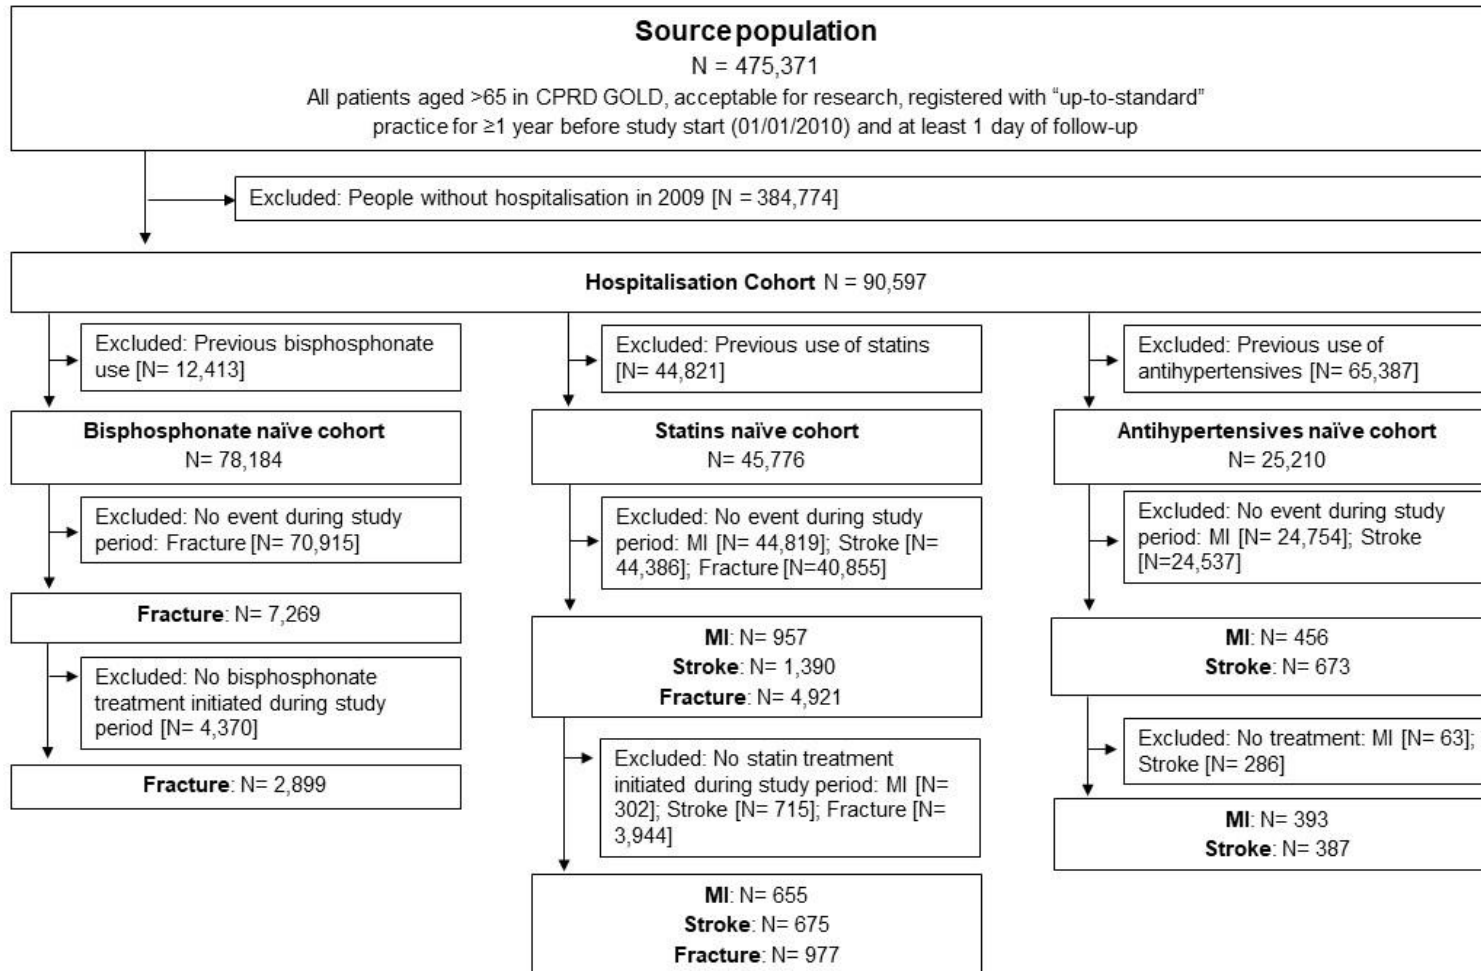 Source population
N = 475,371
All patients aged >65 in CPRD GOLD, acceptable for research, registered with “up-to-standard”
practice for ≥1 year before study start (01/01/2010) and at least 1 day of follow-up
Excluded: People without hospitalisation in 2009 [N = 384,774]
Hospitalisation Cohort N = 90,597
Excluded: Previous bisphosphonate
use [N= 12,413]
Bisphosphonate naïve cohort
N= 78,184
Excluded: No event during study
period: Fracture [N= 70,915]
Fracture: N= 7,269
Excluded: No bisphosphonate
treatment initiated during study
period [N= 4,370]
Fracture: N= 2,899
Excluded: Previous use of statins
[N= 44,821]
Statins naïve cohort
N= 45,776
Excluded: No event during study
period: MI [N= 44,819]; Stroke [N=
44,386]; Fracture [N=40,855]
MI: N= 957
Stroke: N= 1,390
Fracture: N= 4,921
Excluded: No statin treatment
initiated during study period: MI [N=
302]; Stroke [N= 715]; Fracture [N=
3,944]
MI: N= 655
Stroke: N= 675
Fracture: N= 977
Excluded: Previous use of
antihypertensives [N= 65,387]
Antihypertensives naïve cohort
N= 25,210
Excluded: No event during study
period: MI [N= 24,754]; Stroke
[N=24,537]
MI: N= 456
Stroke: N= 673
Excluded: No treatment: MI [N= 63];
Stroke [N= 286]
MI: N= 393
Stroke: N= 387